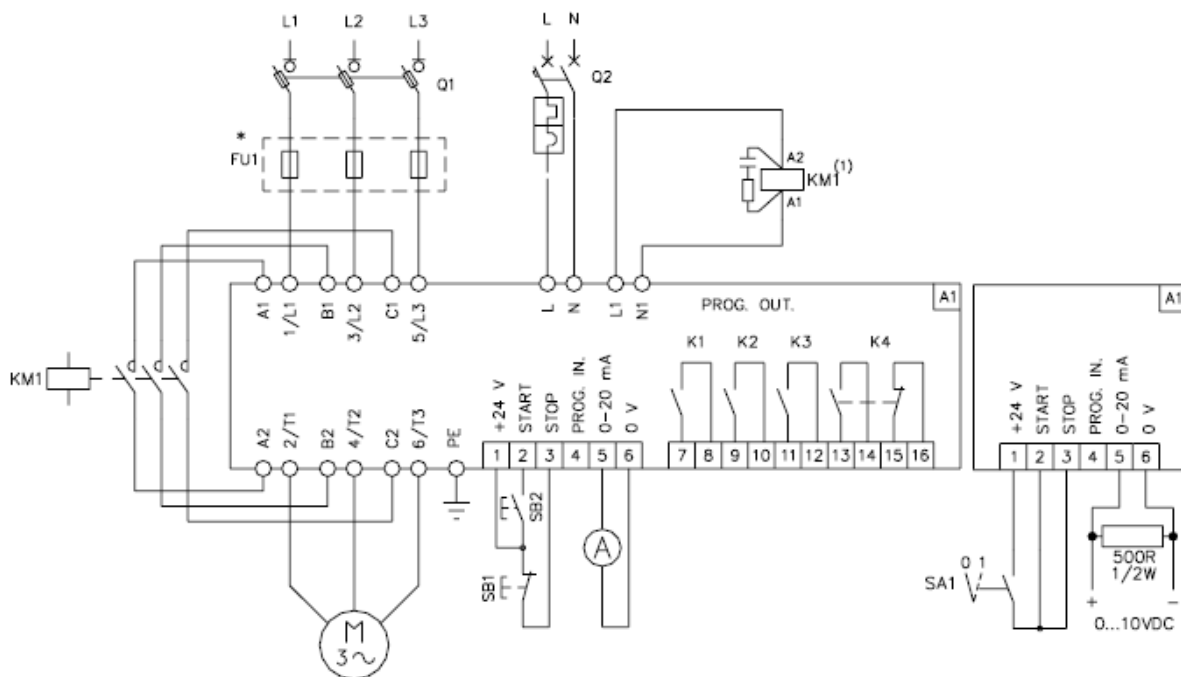 L1 L2 L3 L N
Q1 Q2
*
FU1
A2
KM1 (1)
A1
A1 1/L1 B1 3/L2 C1 5/L3 L N L1 N1
PROG. OUT.
A1
A1
K1 K2 K3 K4
KM1
A2 2/T1 B2 4/T2 C2 6/T3 PE
+24 V START STOP PROG. IN. 0-20 mA 0 V
1 2 3 4 5 6
7 8 9 10 11 12 13 14 15 16
+24 V START STOP PROG. IN. 0-20 mA 0 V
1 2 3 4 5 6
SB2
A
SB1
M
3~
0 1
SA1
500R
1/2W
+ -
0...10VDC